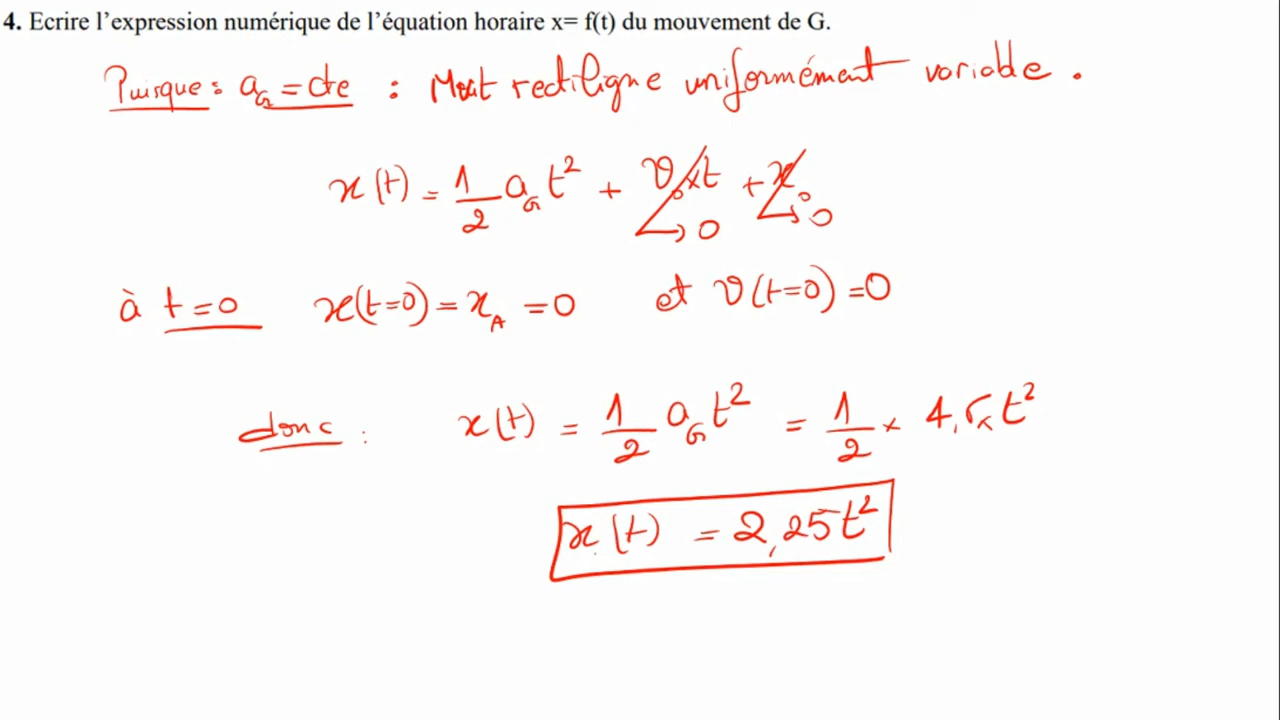 4. Ecrire l’expression numérique de l’équation horaire x= f(t) du mouvement de G.
Puisque : a_G = cte : Mvt rectiligne uniformément variable .
x(t) = 1/2 a_G t² + v₀×t + x₀
→ 0 → 0
à t=0 x(t=0) = x_A = 0 et v(t=0) = 0
donc : x(t) = 1/2 a_G t² = 1/2 × 4,5× t²
x(t) = 2,25t²